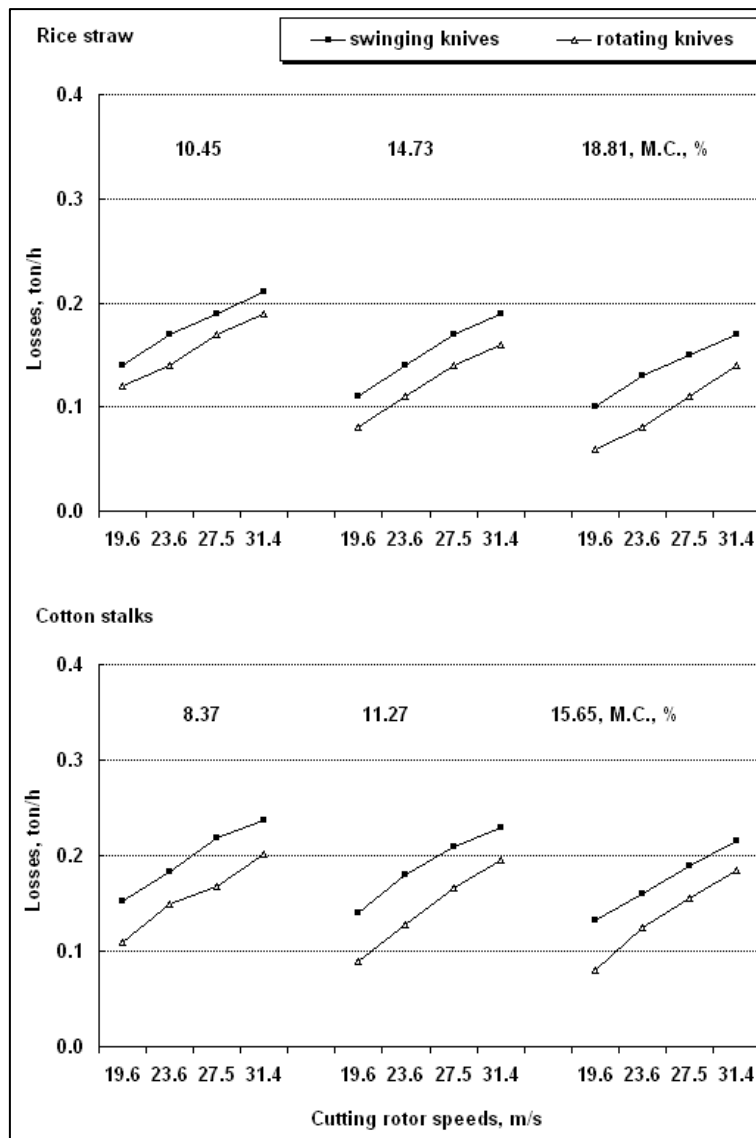 Rice straw
swinging knives rotating knives
0.4
10.45 14.73 18.81, M.C., %
0.3
0.2
0.1
0.0
Losses, ton/h
19.6 23.6 27.5 31.4 19.6 23.6 27.5 31.4 19.6 23.6 27.5 31.4
Cotton stalks
0.4
8.37 11.27 15.65, M.C., %
0.3
0.2
0.1
0.0
Losses, ton/h
19.6 23.6 27.5 31.4 19.6 23.6 27.5 31.4 19.6 23.6 27.5 31.4
Cutting rotor speeds, m/s